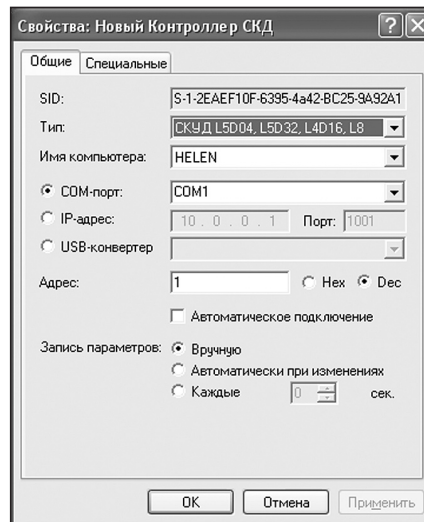 Свойства: Новый Контроллер СКД
Общие Специальные
SID: S-1-2EAEF10F-6395-4a42-BC25-9A92A1
Тип: СКУД L5D04, L5D32, L4D16, L8
Имя компьютера: HELEN
COM-порт: COM1
IP-адрес: 10 . 0 . 0 . 1 Порт: 1001
USB-конвертер
Адрес: 1 Hex Dec
Автоматическое подключение
Запись параметров: Вручную
Автоматически при изменениях
Каждые 0 сек.
OK Отмена Применить